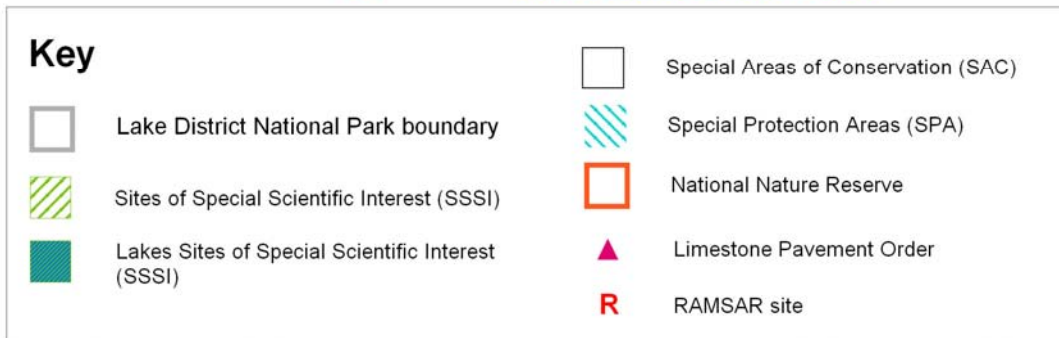 Key
Lake District National Park boundary
Sites of Special Scientific Interest (SSSI)
Lakes Sites of Special Scientific Interest
(SSSI)
Special Areas of Conservation (SAC)
Special Protection Areas (SPA)
National Nature Reserve
Limestone Pavement Order
R
RAMSAR site